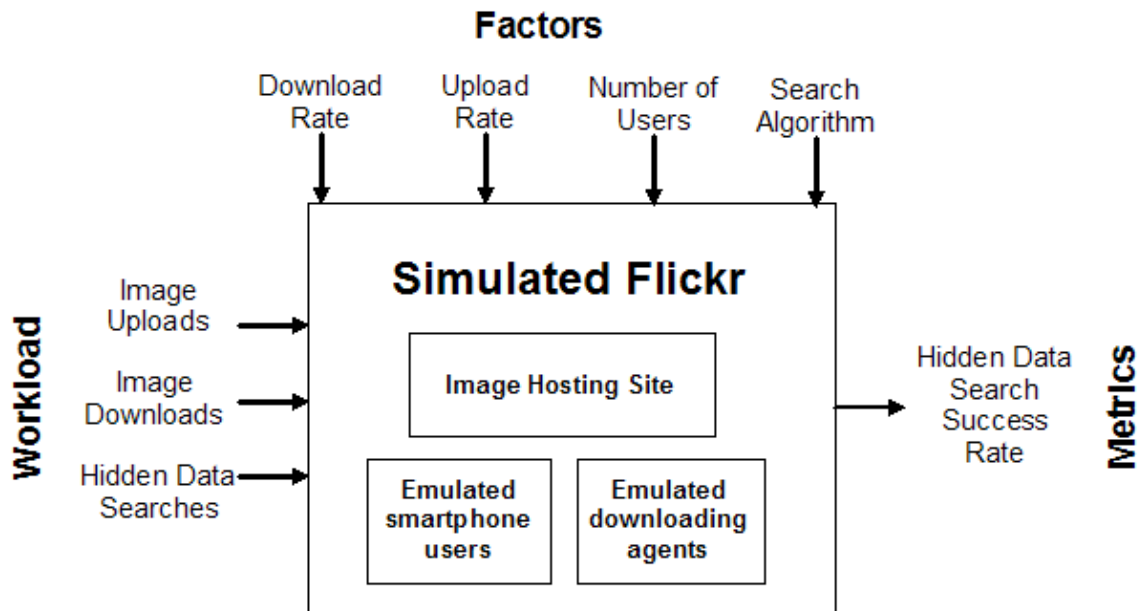 Factors
Download
Rate
Upload
Rate
Number of
Users
Search
Algorithm
Workload
Image
Uploads
Image
Downloads
Hidden Data
Searches
Simulated Flickr
Image Hosting Site
Emulated
smartphone
users
Emulated
downloading
agents
Hidden Data
Search
Success
Rate
Metrics